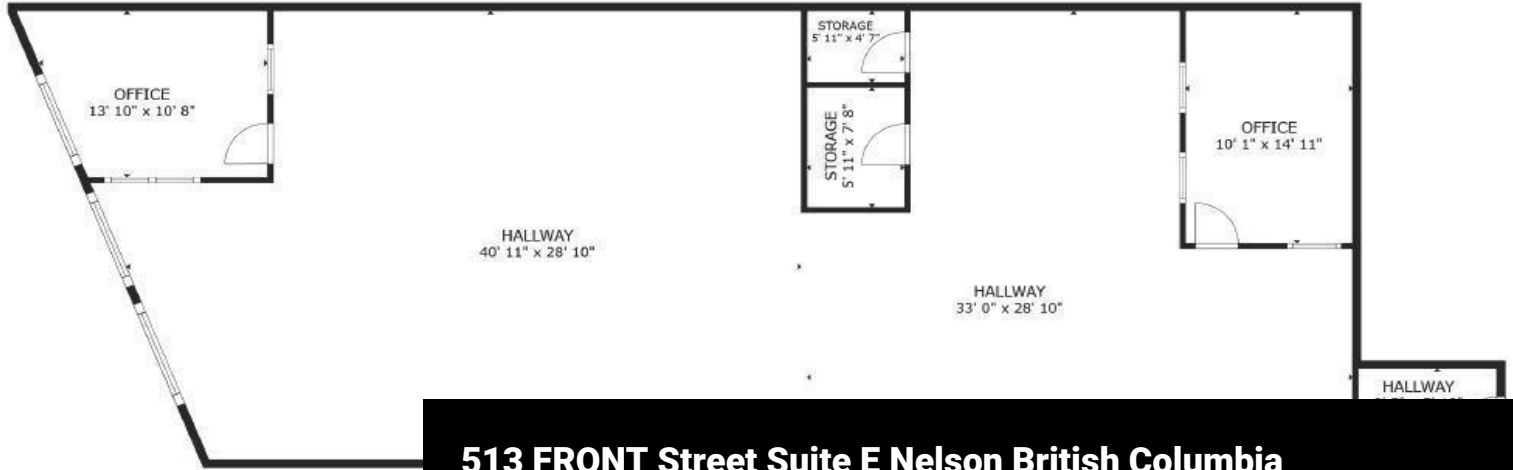 STORAGE
5' 11" x 4' 7"
OFFICE
13' 10" x 10' 8"
STORAGE
5' 11" x 7' 8"
OFFICE
10' 1" x 14' 11"
HALLWAY
40' 11" x 28' 10"
HALLWAY
33' 0" x 28' 10"
HALLWAY
513 FRONT Street Suite E Nelson British Columbia